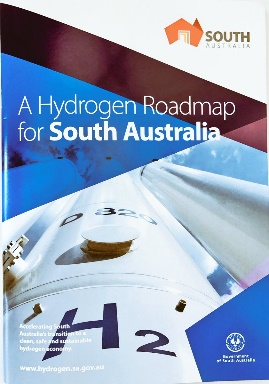 SOUTH
AUSTRALIA
A Hydrogen Roadmap
for South Australia
D 320
H2
Accelerating South
Australia's transition to a
clean, safe and sustainable
hydrogen economy
www.hydrogen.sa.gov.au
Government
of South Australia